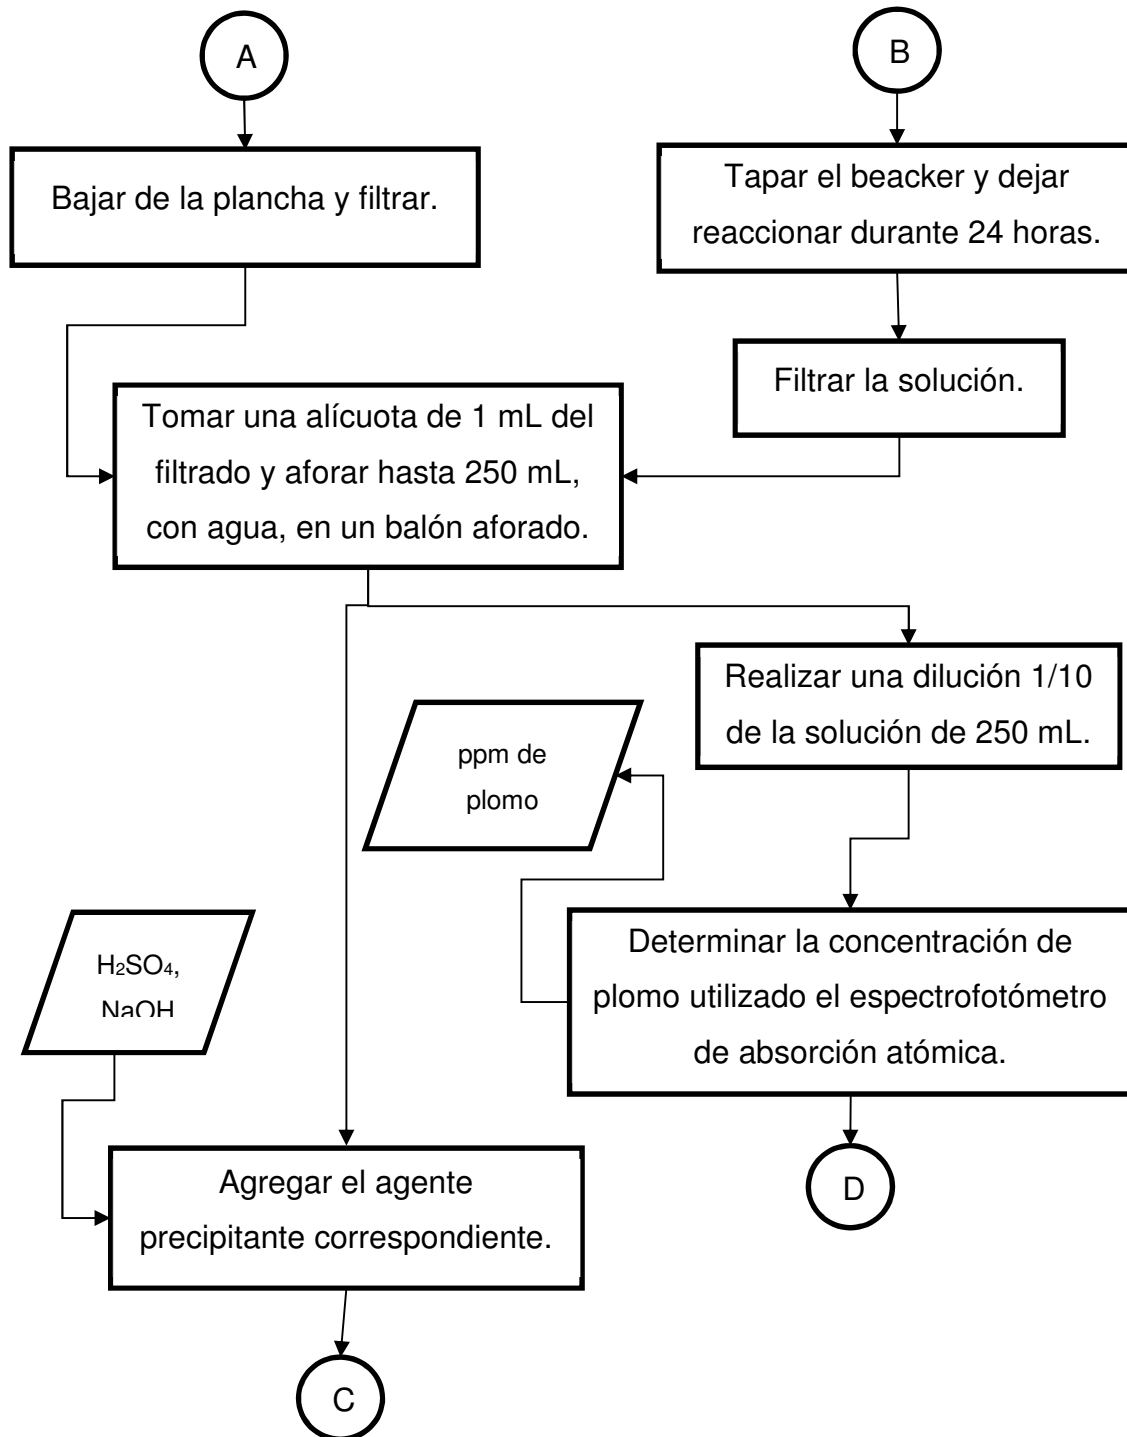 A
B
Bajar de la plancha y filtrar.
Tapar el beacker y dejar
reaccionar durante 24 horas.
Filtrar la solución.
Tomar una alícuota de 1 mL del
filtrado y aforar hasta 250 mL,
con agua, en un balón aforado.
Realizar una dilución 1/10
de la solución de 250 mL.
ppm de
plomo
H₂SO₄,
NaOH
Determinar la concentración de
plomo utilizado el espectrofotómetro
de absorción atómica.
Agregar el agente
precipitante correspondiente.
D
C